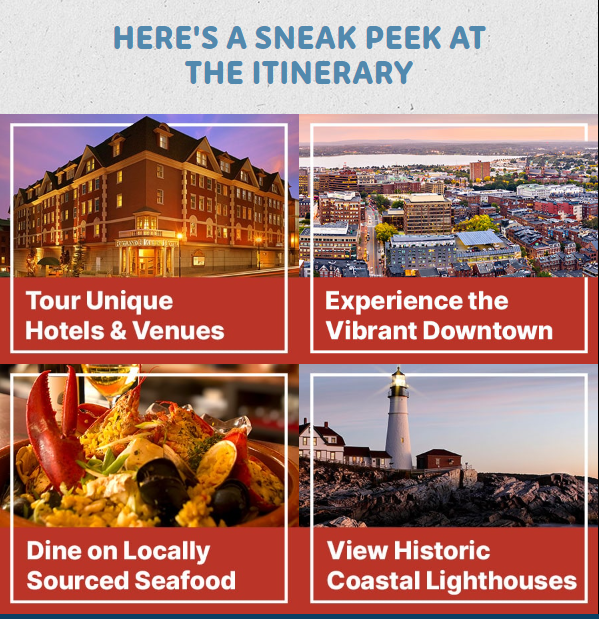 HERE'S A SNEAK PEEK AT
THE ITINERARY
Tour Unique
Hotels & Venues
Experience the
Vibrant Downtown
Dine on Locally
Sourced Seafood
View Historic
Coastal Lighthouses